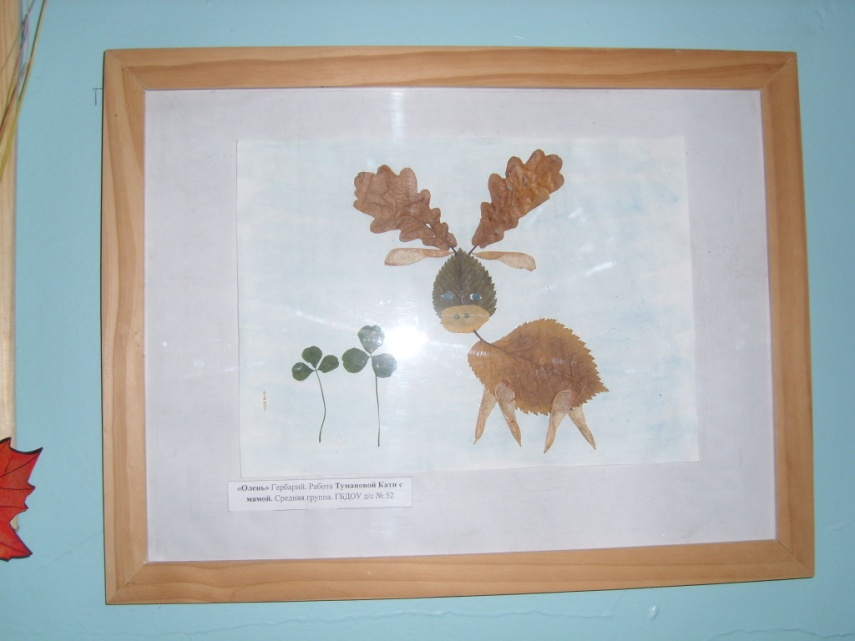 «Олень» Гербарий. Работа Тумановой Кати с
мамой. Средняя группа. ГБДОУ д/с № 52